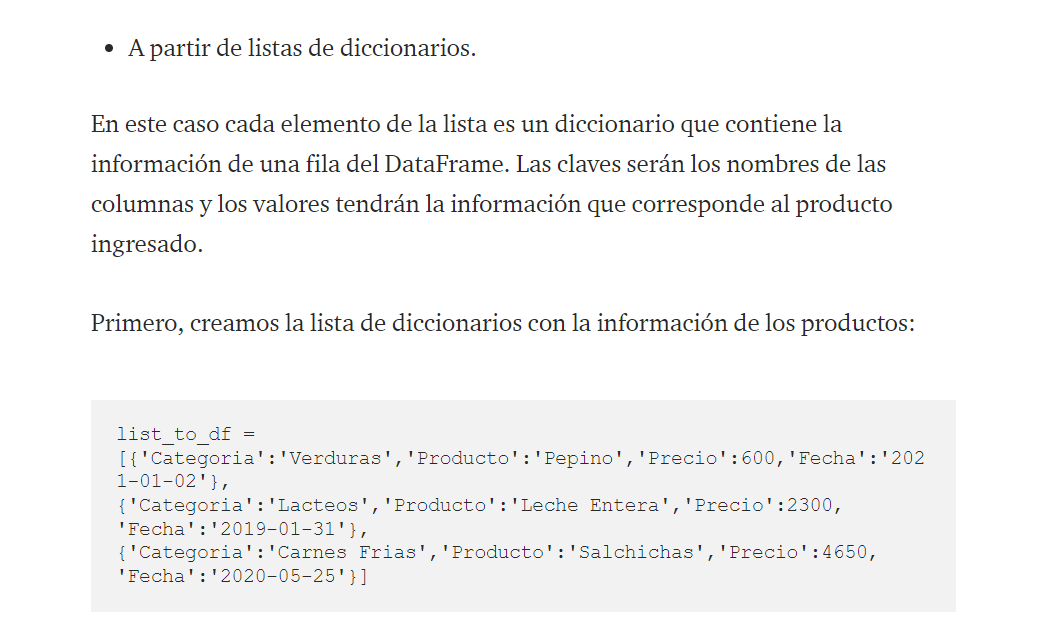 • A partir de listas de diccionarios.
En este caso cada elemento de la lista es un diccionario que contiene la
información de una fila del DataFrame. Las claves serán los nombres de las
columnas y los valores tendrán la información que corresponde al producto
ingresado.
Primero, creamos la lista de diccionarios con la información de los productos:
list_to_df =
[{'Categoria':'Verduras','Producto':'Pepino','Precio':600,'Fecha':'202
1-01-02'},
{'Categoria':'Lacteos','Producto':'Leche Entera','Precio':2300,
'Fecha':'2019-01-31'},
{'Categoria':'Carnes Frias','Producto':'Salchichas','Precio':4650,
'Fecha':'2020-05-25'}]